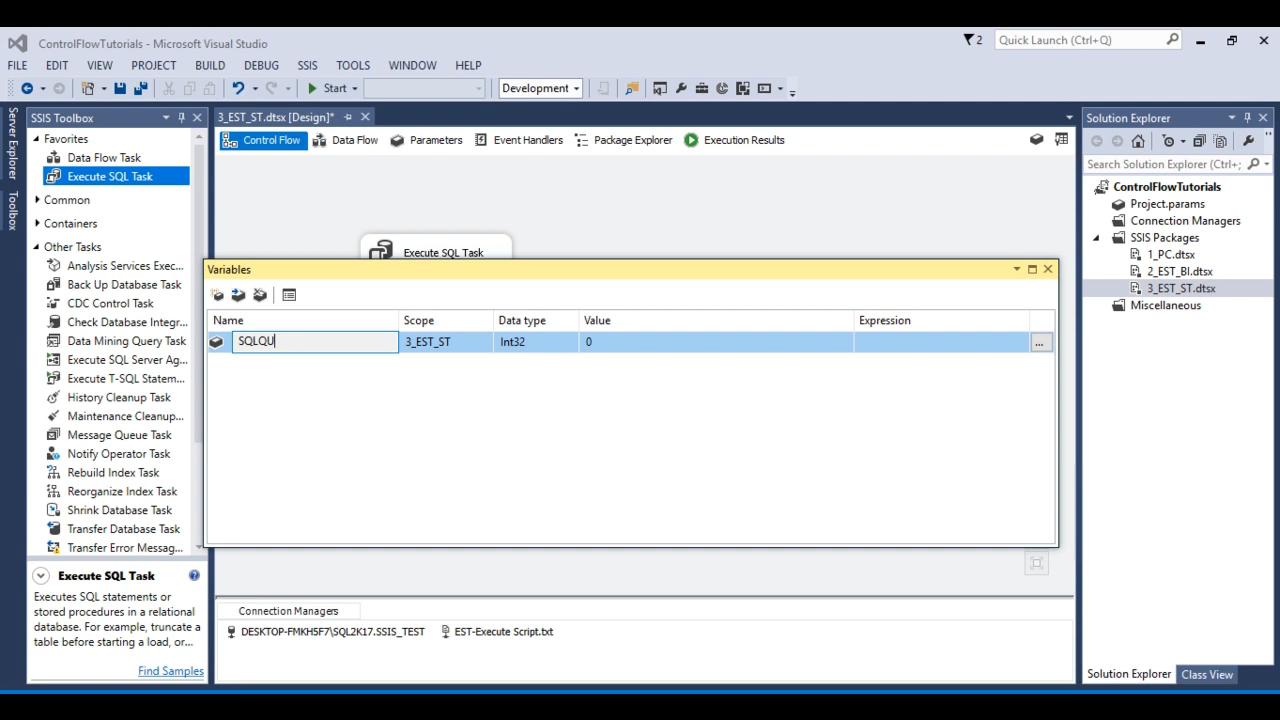 ControlFlowTutorials - Microsoft Visual Studio
2
Quick Launch (Ctrl+Q)
FILE EDIT VIEW PROJECT BUILD DEBUG SSIS TOOLS WINDOW HELP
Start
Development
Server Explorer
Toolbox
SSIS Toolbox
Favorites
Data Flow Task
Execute SQL Task
Common
Containers
Other Tasks
Analysis Services Exec...
Back Up Database Task
CDC Control Task
Check Database Integr...
Data Mining Query Task
Execute SQL Server Ag...
Execute T-SQL Statem...
History Cleanup Task
Maintenance Cleanup...
Message Queue Task
Notify Operator Task
Rebuild Index Task
Reorganize Index Task
Shrink Database Task
Transfer Database Task
Transfer Error Messag...
Execute SQL Task
Executes SQL statements or
stored procedures in a relational
database. For example, truncate a
table before starting a load, or...
Find Samples
3_EST_ST.dtsx [Design]*
Control Flow Data Flow Parameters Event Handlers Package Explorer Execution Results
Execute SQL Task
Variables
Name Scope Data type Value Expression
SQLQU 3_EST_ST Int32 0 ...
Connection Managers
DESKTOP-FMKH5F7\SQL2K17.SSIS_TEST EST-Execute Script.txt
Solution Explorer
Search Solution Explorer (Ctrl+;
ControlFlowTutorials
Project.params
Connection Managers
SSIS Packages
1_PC.dtsx
2_EST_BI.dtsx
3_EST_ST.dtsx
Miscellaneous
Solution Explorer Class View